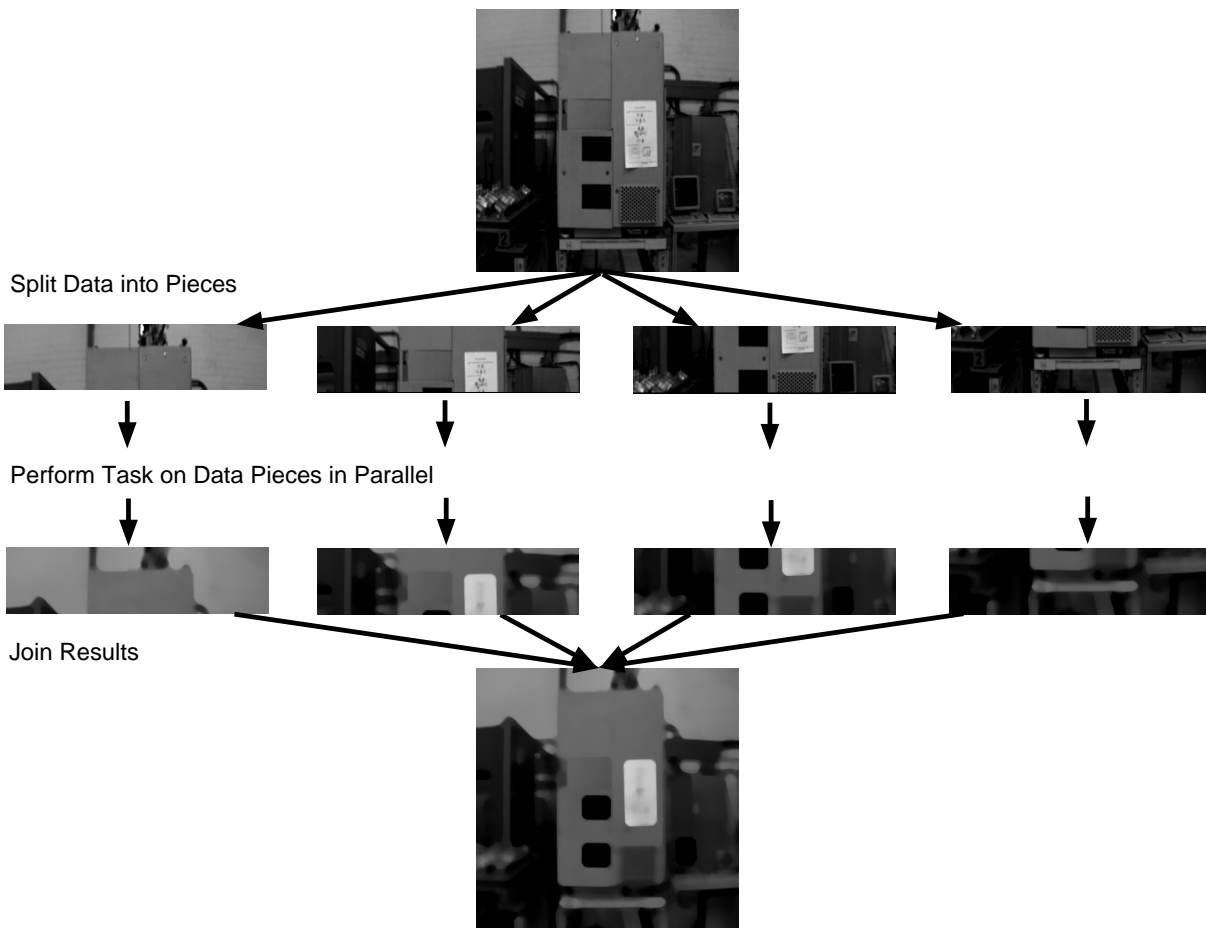 Split Data into Pieces
Perform Task on Data Pieces in Parallel
Join Results